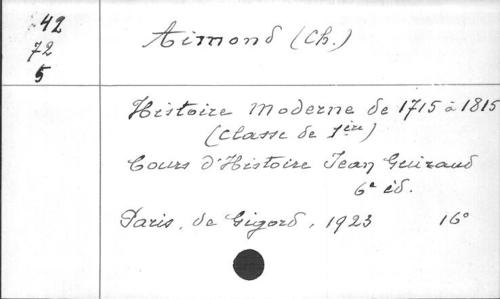 42
72
5
Aimond (Ch.)
Histoire Moderne de 1715 à 1815
(Classe de 1ère)
Cours d'Histoire Jean Guiraud
6e éd.
Paris, de Gigord, 1923 16°